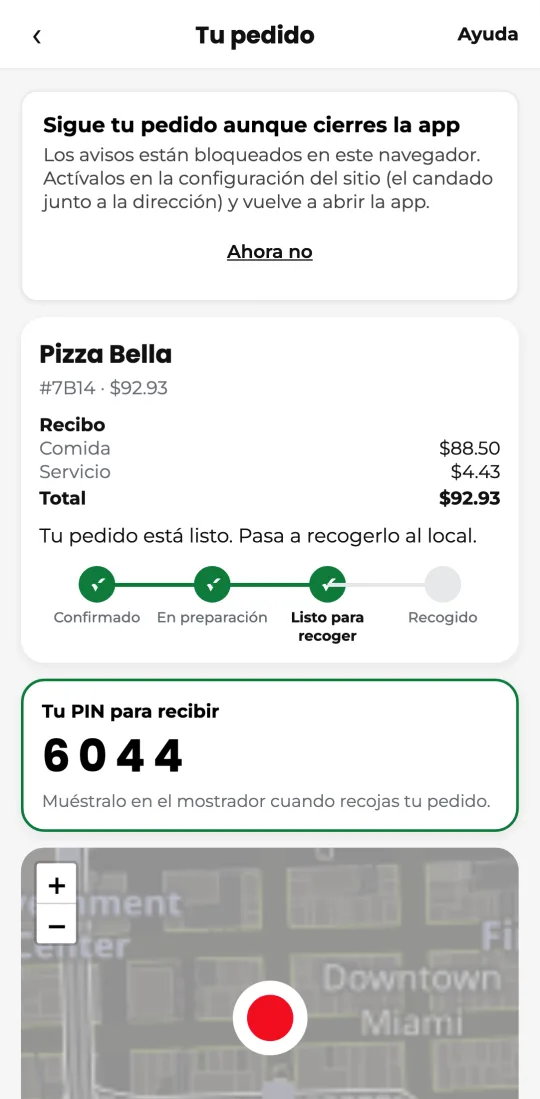 ‹ Tu pedido Ayuda
Sigue tu pedido aunque cierres la app
Los avisos están bloqueados en este navegador.
Actívalos en la configuración del sitio (el candado
junto a la dirección) y vuelve a abrir la app.
Ahora no
Pizza Bella
#7B14 · $92.93
Recibo
Comida $88.50
Servicio $4.43
Total $92.93
Tu pedido está listo. Pasa a recogerlo al local.
Confirmado En preparación Listo para recoger Recogido
Tu PIN para recibir
6044
Muéstralo en el mostrador cuando recojas tu pedido.
+
−
enter
Downtown
Miami